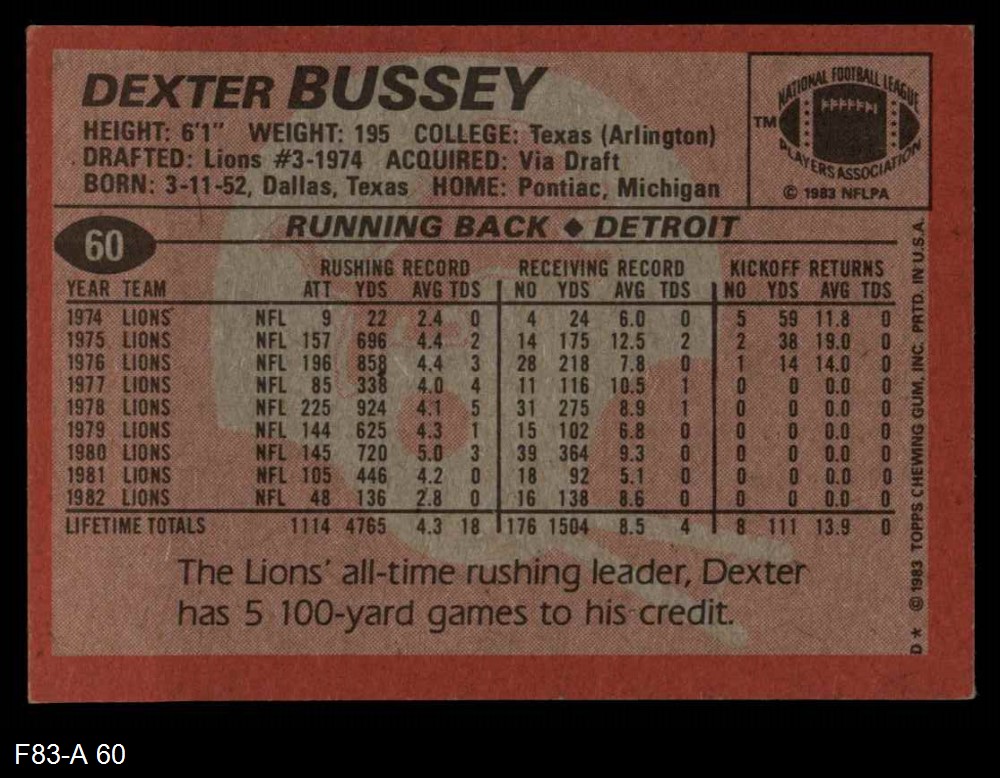 DEXTER BUSSEY
HEIGHT: 6'1" WEIGHT: 195 COLLEGE: Texas (Arlington)
DRAFTED: Lions #3-1974 ACQUIRED: Via Draft
BORN: 3-11-52, Dallas, Texas HOME: Pontiac, Michigan
NATIONAL FOOTBALL LEAGUE
TM
PLAYERS ASSOCIATION
© 1983 NFLPA
60
RUNNING BACK ◆ DETROIT
RUSHING RECORD RECEIVING RECORD KICKOFF RETURNS
YEAR TEAM ATT YDS AVG TDS NO YDS AVG TDS NO YDS AVG TDS
1974 LIONS NFL 9 22 2.4 0 4 24 6.0 0 5 59 11.8 0
1975 LIONS NFL 157 696 4.4 2 14 175 12.5 2 2 38 19.0 0
1976 LIONS NFL 196 858 4.4 3 28 218 7.8 0 1 14 14.0 0
1977 LIONS NFL 85 338 4.0 4 11 116 10.5 1 0 0 0.0 0
1978 LIONS NFL 225 924 4.1 5 31 275 8.9 1 0 0 0.0 0
1979 LIONS NFL 144 625 4.3 1 15 102 6.8 0 0 0 0.0 0
1980 LIONS NFL 145 720 5.0 3 39 364 9.3 0 0 0 0.0 0
1981 LIONS NFL 105 446 4.2 0 18 92 5.1 0 0 0 0.0 0
1982 LIONS NFL 48 136 2.8 0 16 138 8.6 0 0 0 0.0 0
LIFETIME TOTALS 1114 4765 4.3 18 176 1504 8.5 4 8 111 13.9 0
The Lions' all-time rushing leader, Dexter
has 5 100-yard games to his credit.
D* © 1983 TOPPS CHEWING GUM, INC. PRTD. IN U.S.A.
F83-A 60